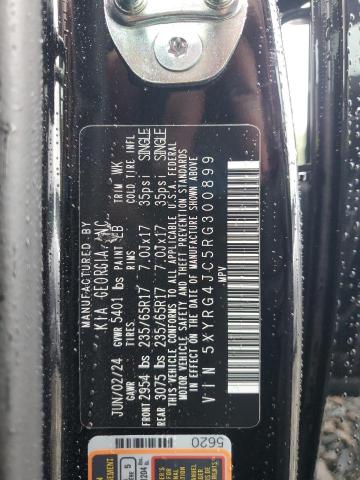 MANUFACTURED BY
KIA GEORGIA, INC
JUN/02/24 GVWR 5401 lbs PAINT EB TRIM WK
GAWR TIRES RIMS COLD TIRE INFL
FRONT 2954 lbs 235/65R17 7.0Jx17 35psi SINGLE
REAR 3075 lbs 235/65R17 7.0Jx17 35psi SINGLE
THIS VEHICLE CONFORMS TO ALL APPLICABLE U.S.A. FEDERAL
MOTOR VEHICLE SAFETY AND THEFT PREVENTION STANDARDS
IN EFFECT ON THE DATE OF MANUFACTURE SHOWN ABOVE.
VIN 5XYRG4JC5RG300899
MPV
5620